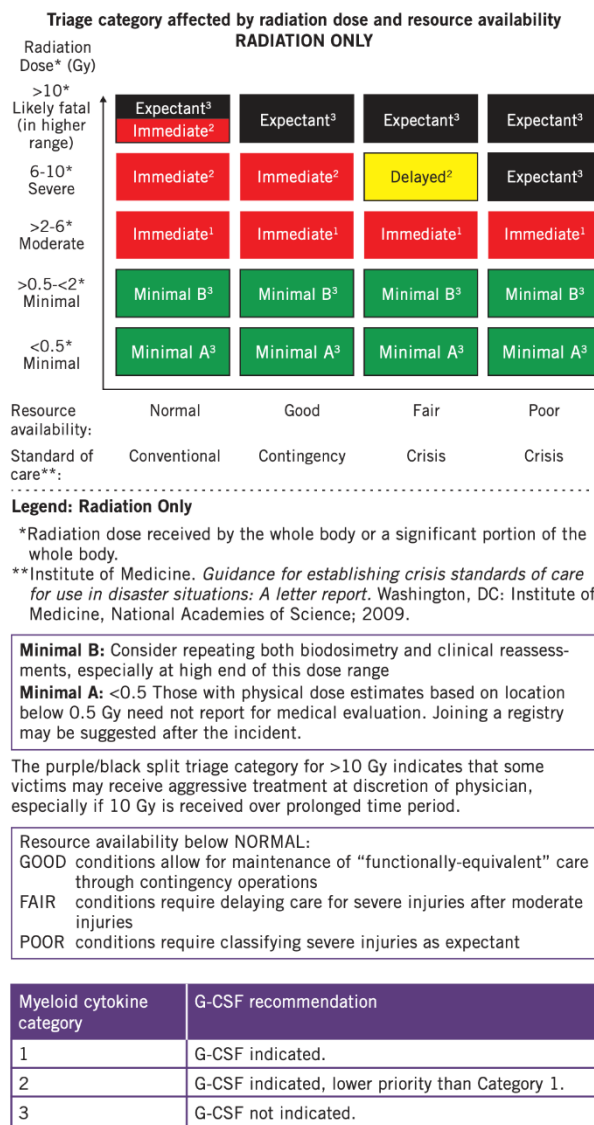 Triage category affected by radiation dose and resource availability
RADIATION ONLY
Radiation
Dose* (Gy)
>10*
Likely fatal
(in higher
range)
Expectant³
Immediate²
Expectant³
Expectant³
Expectant³
6-10*
Severe
Immediate²
Immediate²
Delayed²
Expectant³
>2-6*
Moderate
Immediate¹
Immediate¹
Immediate¹
Immediate¹
>0.5-<2*
Minimal
Minimal B³
Minimal B³
Minimal B³
Minimal B³
<0.5*
Minimal
Minimal A³
Minimal A³
Minimal A³
Minimal A³
Resource
availability:
Normal
Good
Fair
Poor
Standard of
care**:
Conventional
Contingency
Crisis
Crisis
Legend: Radiation Only
*Radiation dose received by the whole body or a significant portion of the
whole body.
**Institute of Medicine. Guidance for establishing crisis standards of care
for use in disaster situations: A letter report. Washington, DC: Institute of
Medicine, National Academies of Science; 2009.
Minimal B: Consider repeating both biodosimetry and clinical reassess-
ments, especially at high end of this dose range
Minimal A: <0.5 Those with physical dose estimates based on location
below 0.5 Gy need not report for medical evaluation. Joining a registry
may be suggested after the incident.
The purple/black split triage category for >10 Gy indicates that some
victims may receive aggressive treatment at discretion of physician,
especially if 10 Gy is received over prolonged time period.
Resource availability below NORMAL:
GOOD conditions allow for maintenance of “functionally-equivalent” care
through contingency operations
FAIR conditions require delaying care for severe injuries after moderate
injuries
POOR conditions require classifying severe injuries as expectant
Myeloid cytokine
category
G-CSF recommendation
1 G-CSF indicated.
2 G-CSF indicated, lower priority than Category 1.
3 G-CSF not indicated.